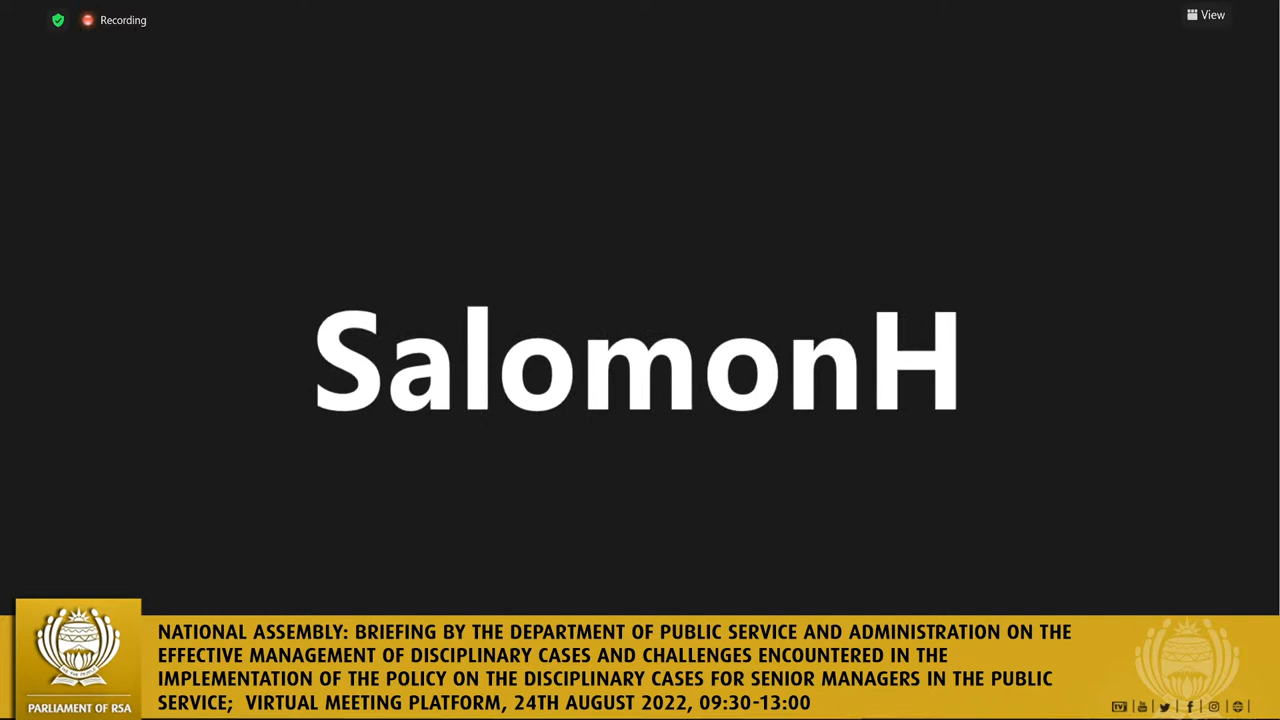 Recording
View
SalomonH
NATIONAL ASSEMBLY: BRIEFING BY THE DEPARTMENT OF PUBLIC SERVICE AND ADMINISTRATION ON THE
EFFECTIVE MANAGEMENT OF DISCIPLINARY CASES AND CHALLENGES ENCOUNTERED IN THE
IMPLEMENTATION OF THE POLICY ON THE DISCIPLINARY CASES FOR SENIOR MANAGERS IN THE PUBLIC
SERVICE; VIRTUAL MEETING PLATFORM, 24TH AUGUST 2022, 09:30-13:00
PARLIAMENT OF RSA